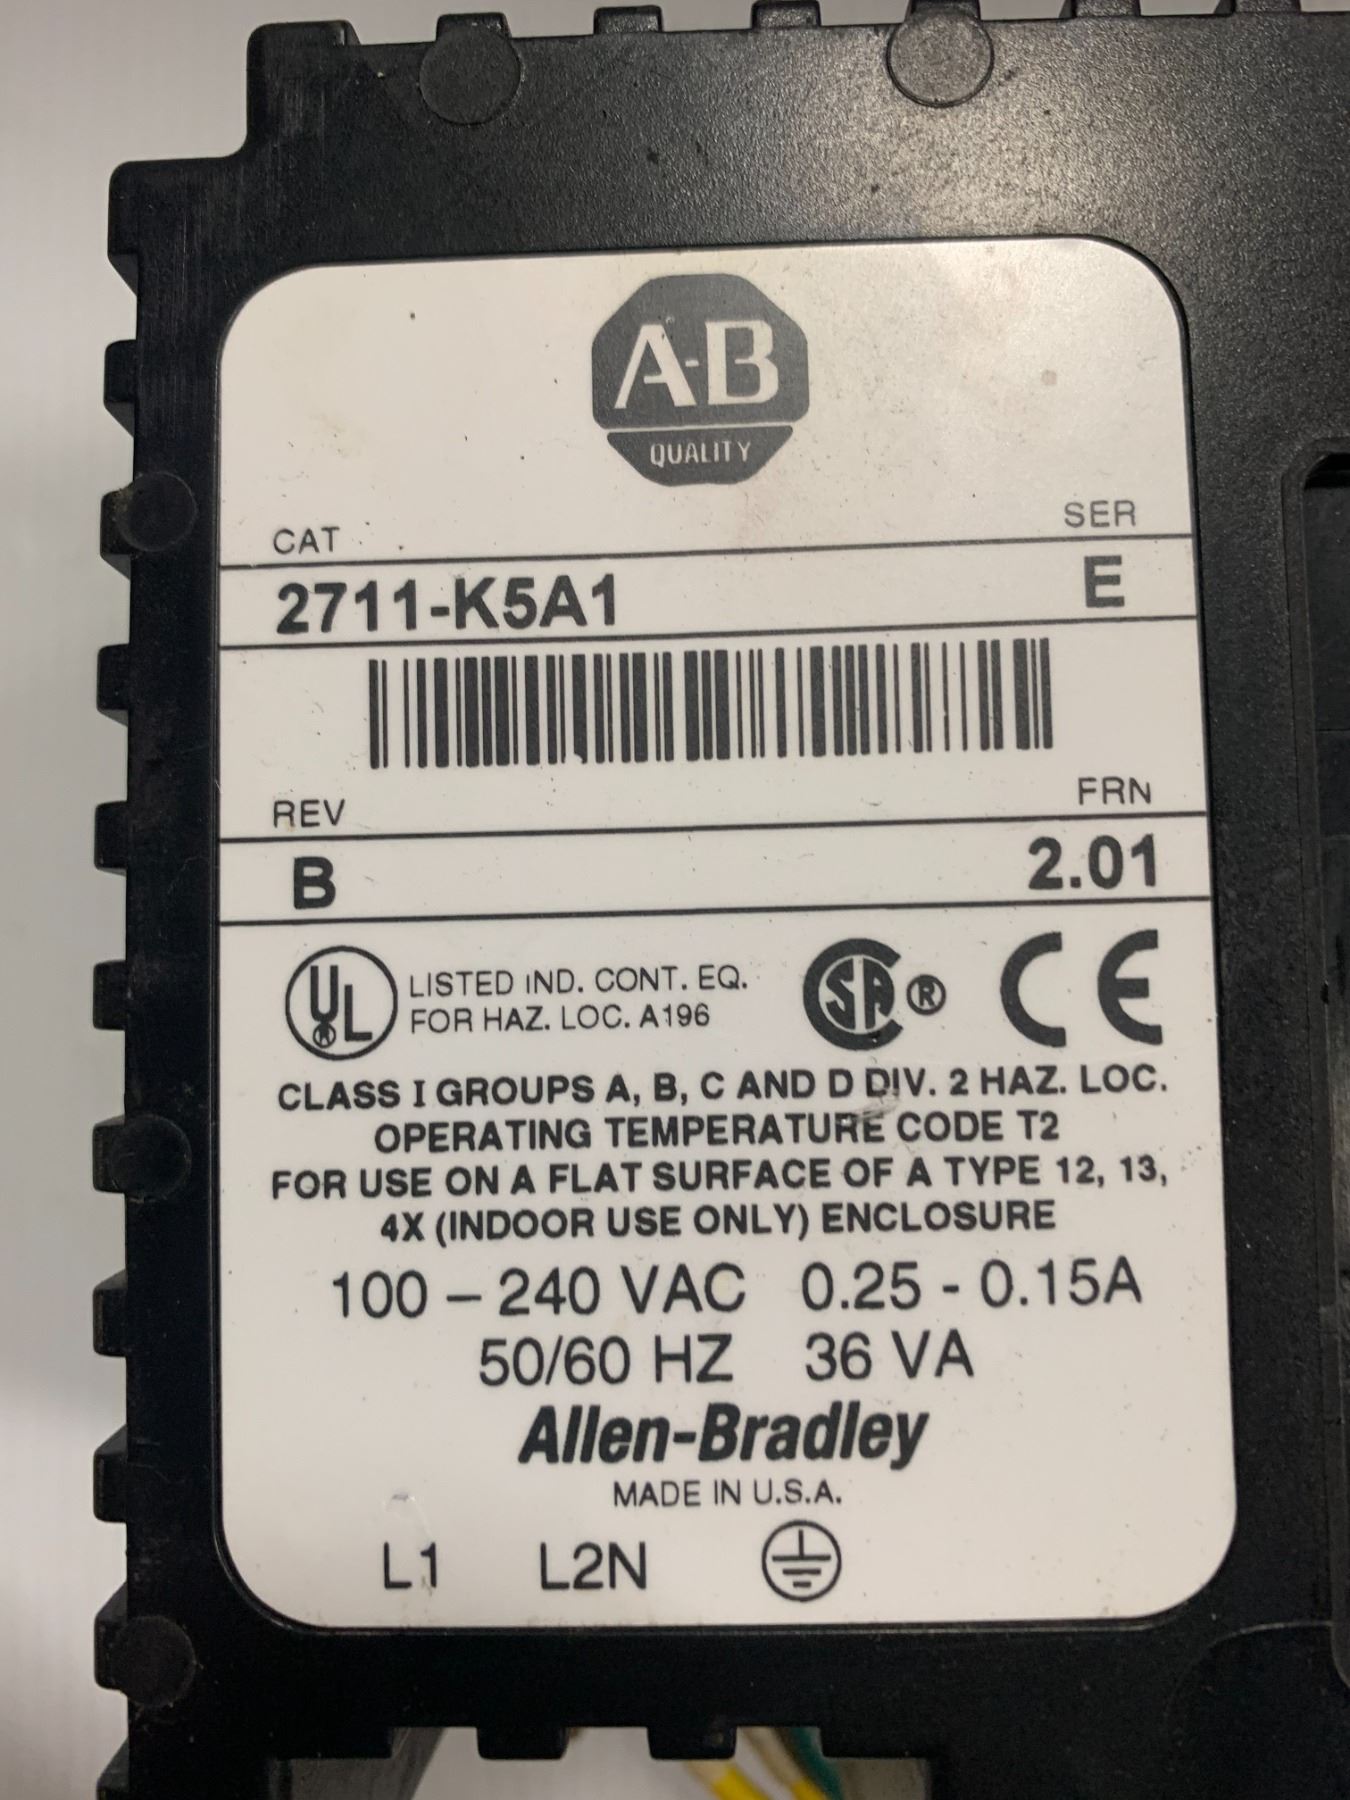 A-B
QUALITY
CAT
SER
2711-K5A1
E
REV
FRN
B
2.01
UL® LISTED IND. CONT. EQ.
FOR HAZ. LOC. A196
SA® CE
CLASS I GROUPS A, B, C AND D DIV. 2 HAZ. LOC.
OPERATING TEMPERATURE CODE T2
FOR USE ON A FLAT SURFACE OF A TYPE 12, 13,
4X (INDOOR USE ONLY) ENCLOSURE
100 – 240 VAC 0.25 - 0.15A
50/60 HZ 36 VA
Allen-Bradley
MADE IN U.S.A.
L1 L2N